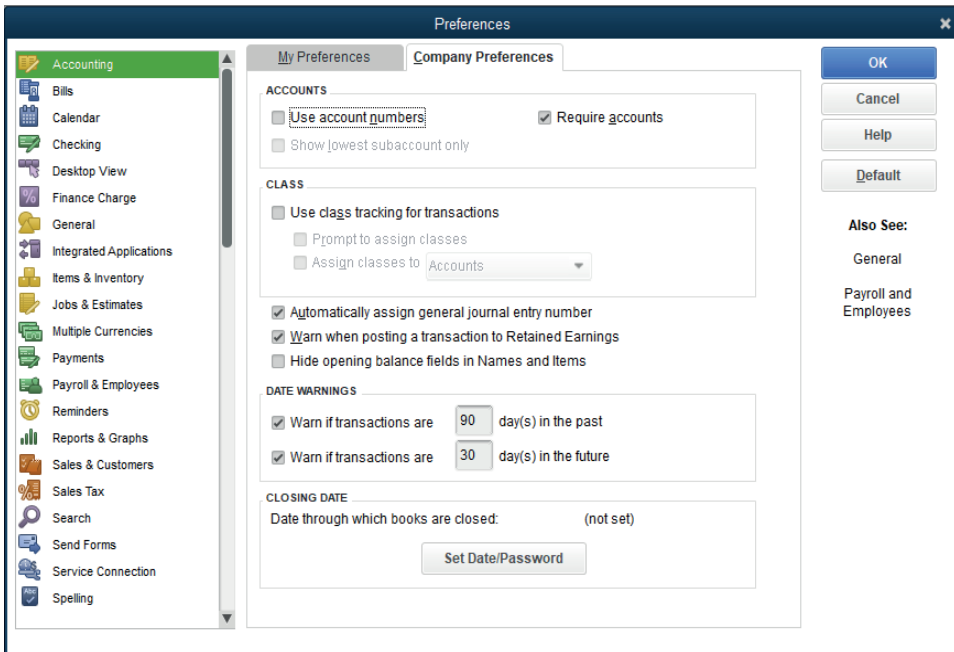 Preferences
Accounting
Bills
Calendar
Checking
Desktop View
Finance Charge
General
Integrated Applications
Items & Inventory
Jobs & Estimates
Multiple Currencies
Payments
Payroll & Employees
Reminders
Reports & Graphs
Sales & Customers
Sales Tax
Search
Send Forms
Service Connection
Spelling
My Preferences
Company Preferences
ACCOUNTS
Use account numbers
Require accounts
Show lowest subaccount only
CLASS
Use class tracking for transactions
Prompt to assign classes
Assign classes to Accounts
Automatically assign general journal entry number
Warn when posting a transaction to Retained Earnings
Hide opening balance fields in Names and Items
DATE WARNINGS
Warn if transactions are 90 day(s) in the past
Warn if transactions are 30 day(s) in the future
CLOSING DATE
Date through which books are closed: (not set)
Set Date/Password
OK
Cancel
Help
Default
Also See:
General
Payroll and
Employees